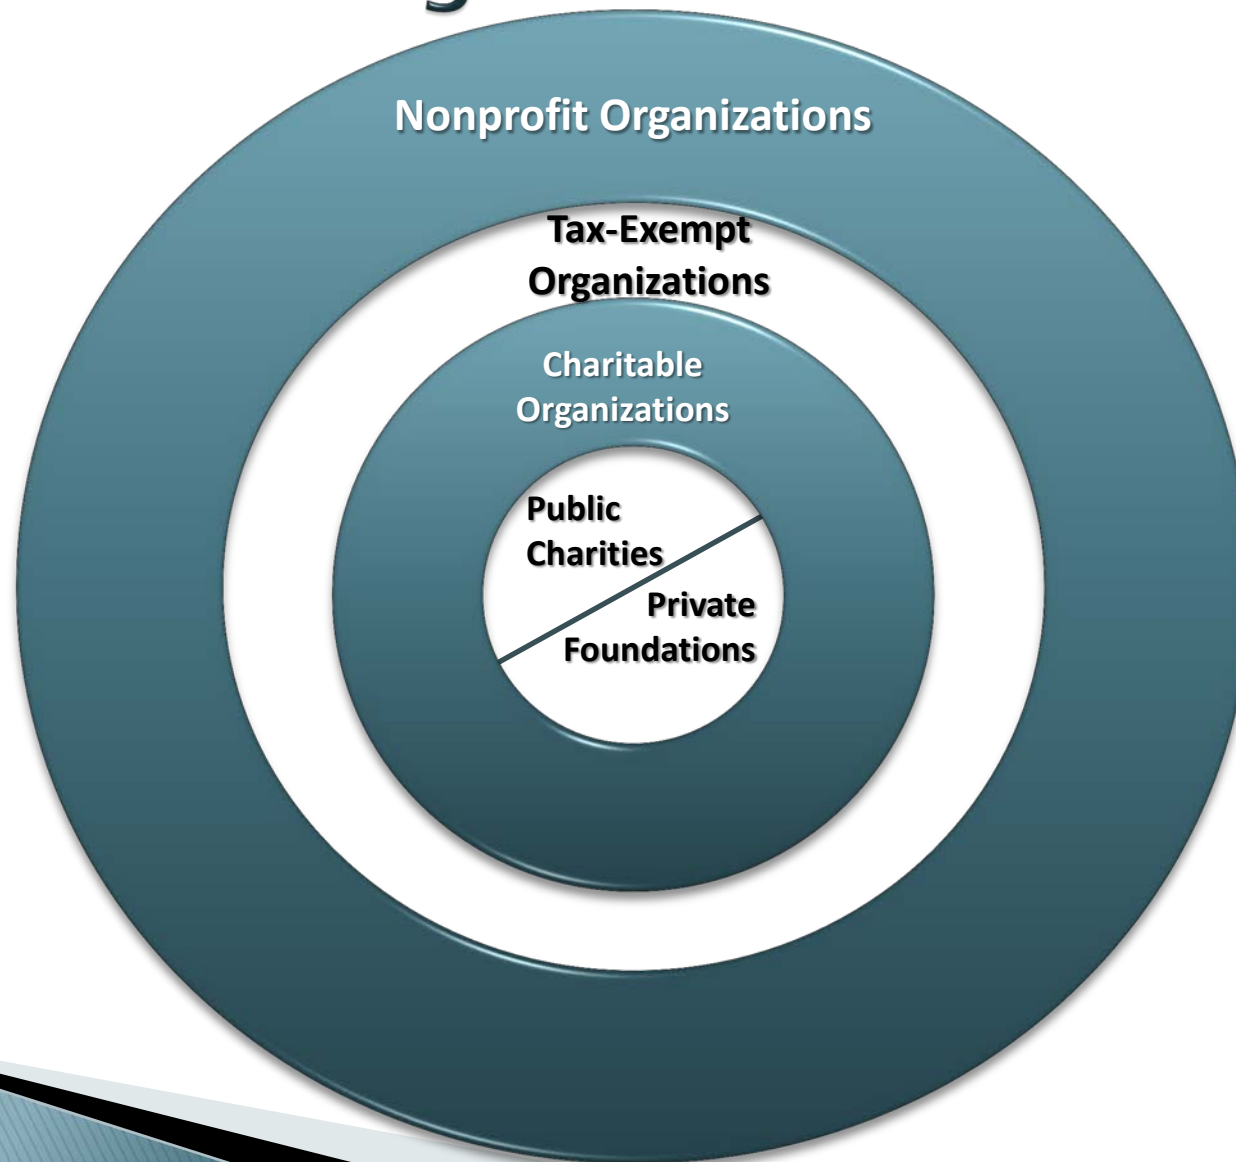 Nonprofit Organizations
Tax-Exempt
Organizations
Charitable
Organizations
Public
Charities
Private
Foundations